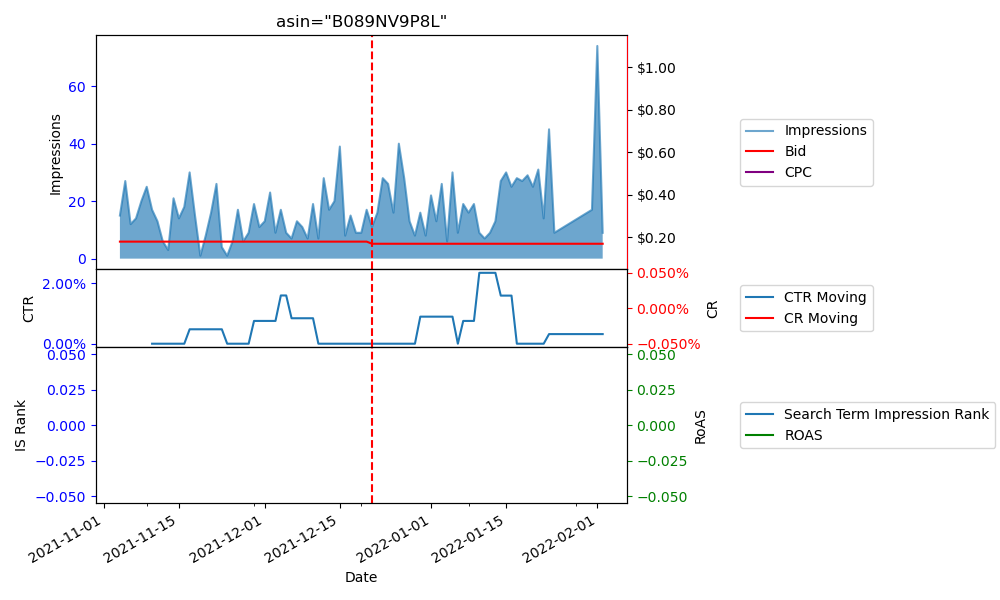 asin="B089NV9P8L"
Impressions
60
40
20
0
$1.00
$0.80
$0.60
$0.40
$0.20
Impressions
Bid
CPC
CTR
2.00%
0.00%
0.050%
0.000%
−0.050%
CR
CTR Moving
CR Moving
IS Rank
0.050
0.025
0.000
−0.025
−0.050
0.050
0.025
0.000
−0.025
−0.050
RoAS
Search Term Impression Rank
ROAS
2021-11-01
2021-11-15
2021-12-01
2021-12-15
2022-01-01
2022-01-15
2022-02-01
Date